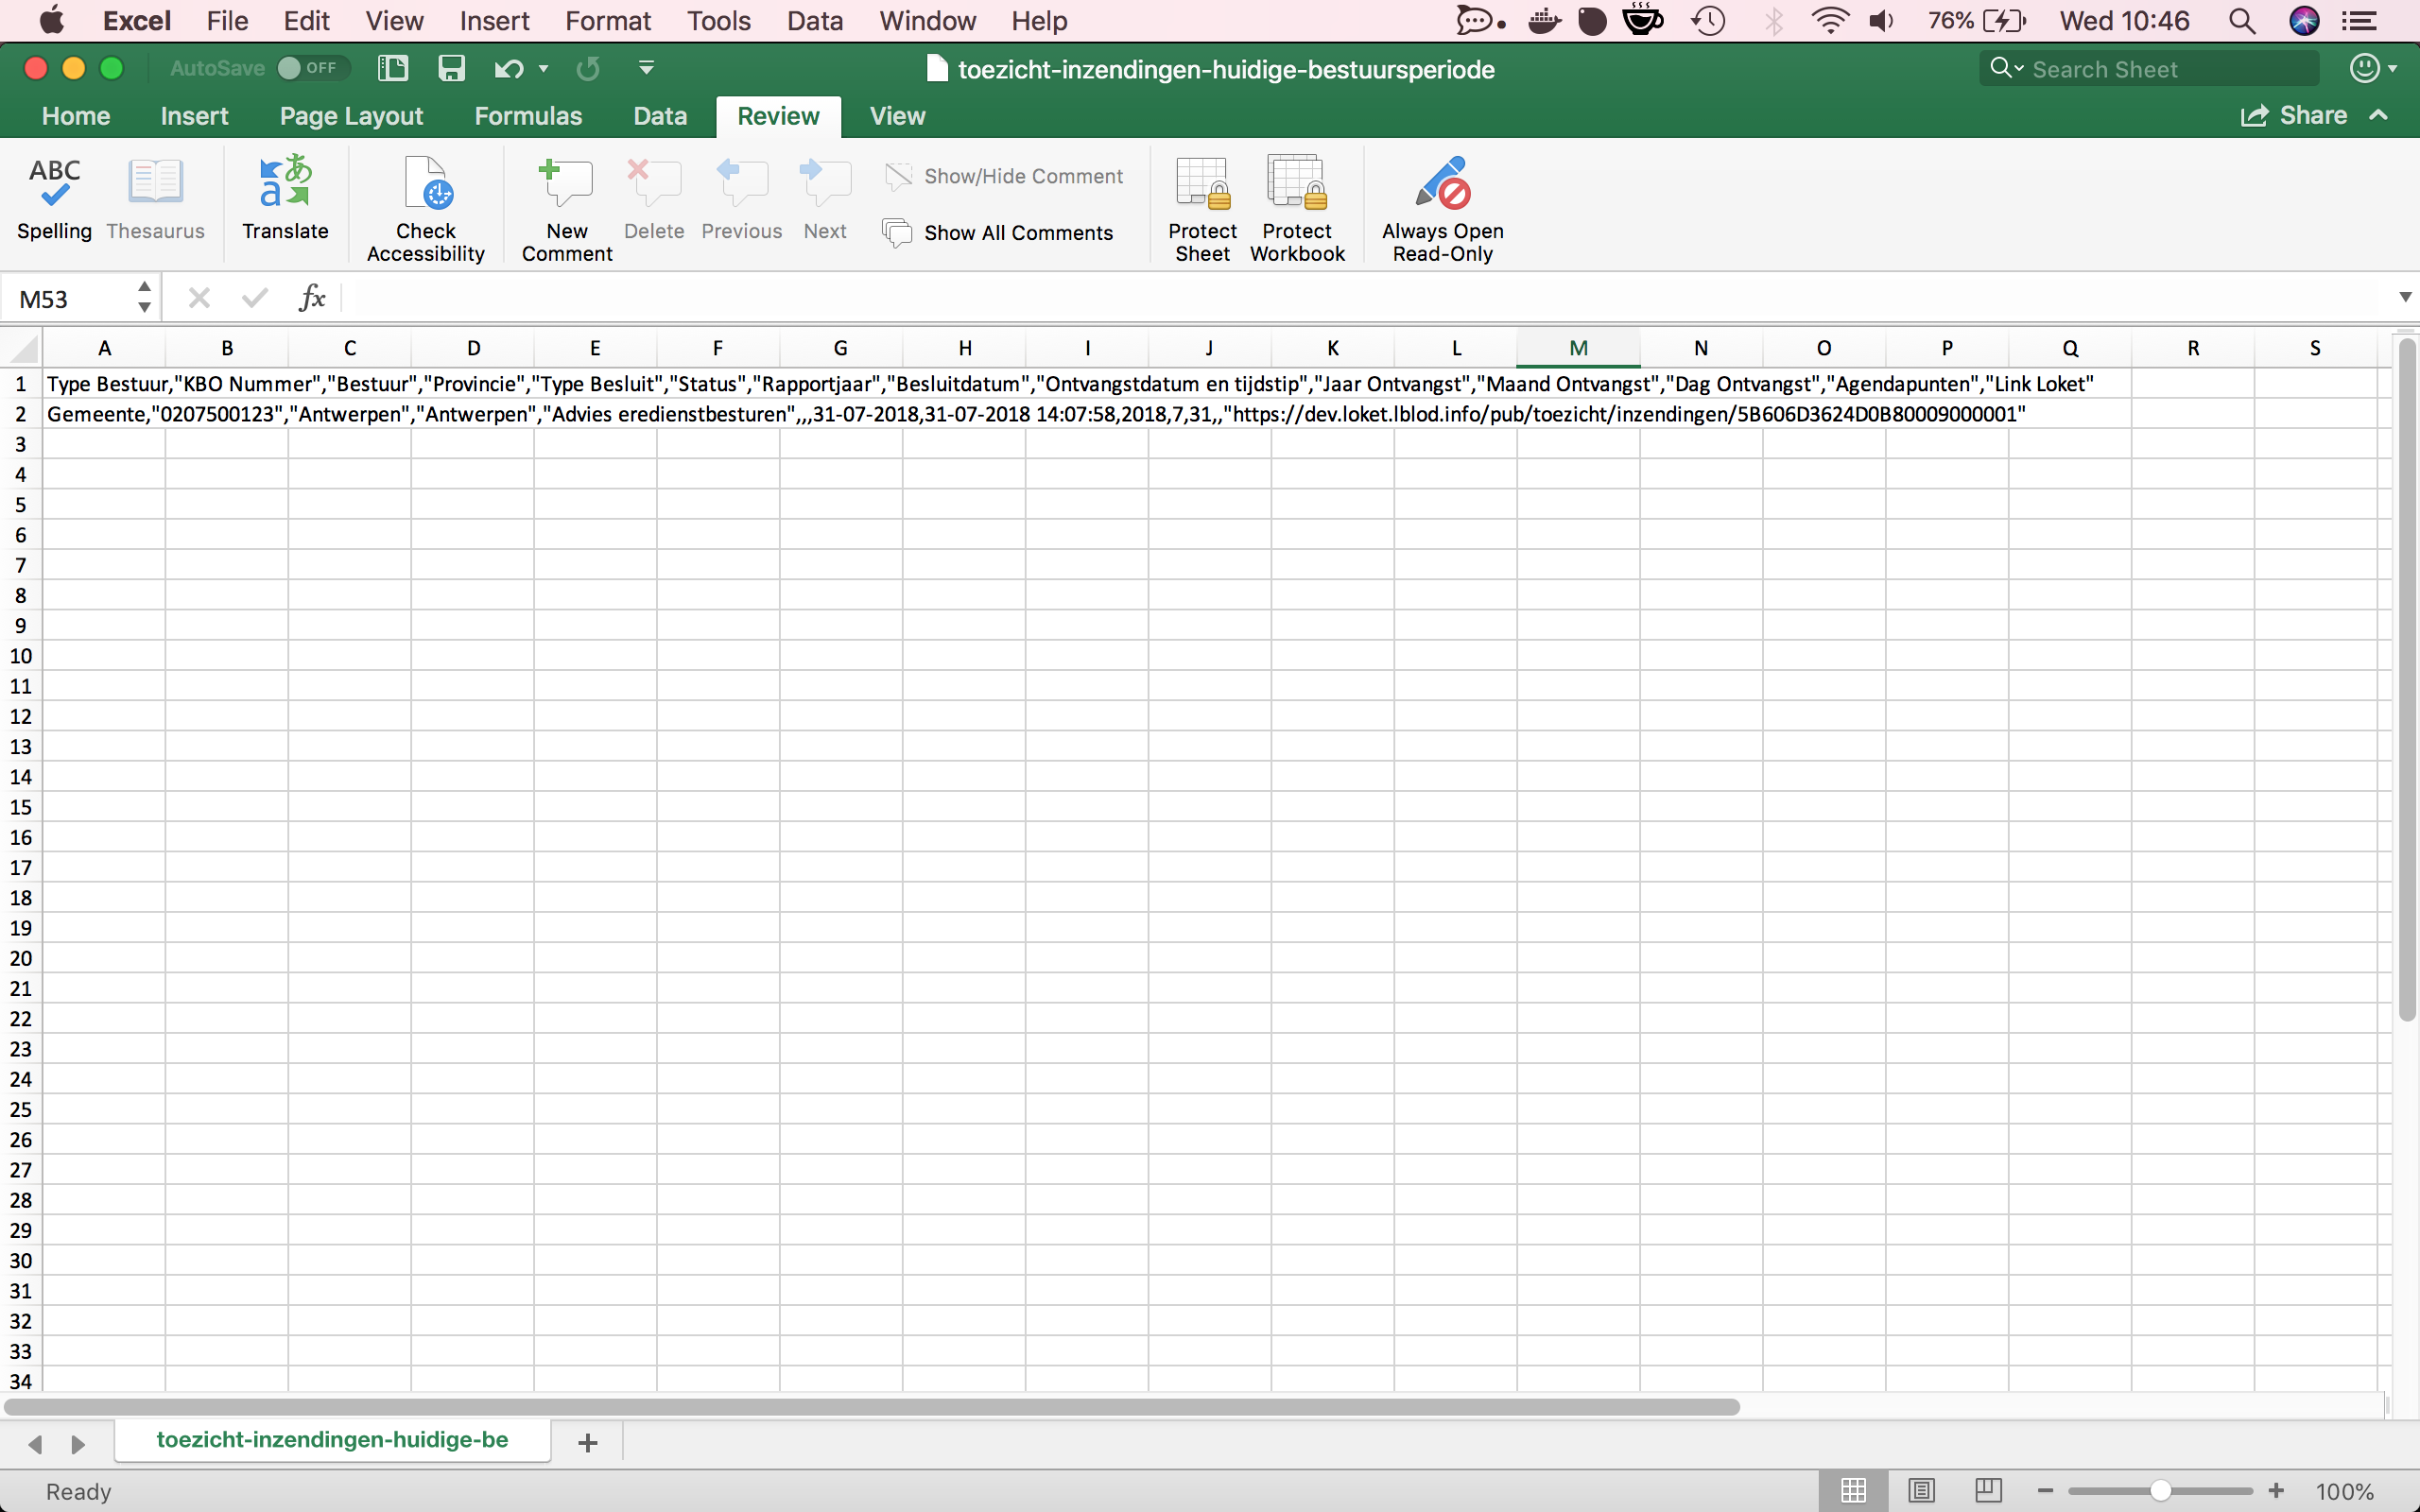 Excel File Edit View Insert Format Tools Data Window Help 76% Wed 10:46
AutoSave OFF toezicht-inzendingen-huidige-bestuursperiode Search Sheet
Home Insert Page Layout Formulas Data Review View Share
ABC
Spelling Thesaurus Translate Check Accessibility New Comment Delete Previous Next Show/Hide Comment Show All Comments Protect Sheet Protect Workbook Always Open Read-Only
M53 fx
A B C D E F G H I J K L M N O P Q R S
1 Type Bestuur,"KBO Nummer","Bestuur","Provincie","Type Besluit","Status","Rapportjaar","Besluitdatum","Ontvangstdatum en tijdstip","Jaar Ontvangst","Maand Ontvangst","Dag Ontvangst","Agendapunten","Link Loket"
2 Gemeente,"0207500123","Antwerpen","Antwerpen","Advies eredienstbesturen",,,31-07-2018,31-07-2018 14:07:58,2018,7,31,,"https://dev.loket.lblod.info/pub/toezicht/inzendingen/5B606D3624D0B80009000001"
3
4
5
6
7
8
9
10
11
12
13
14
15
16
17
18
19
20
21
22
23
24
25
26
27
28
29
30
31
32
33
34
toezicht-inzendingen-huidige-be
Ready 100%